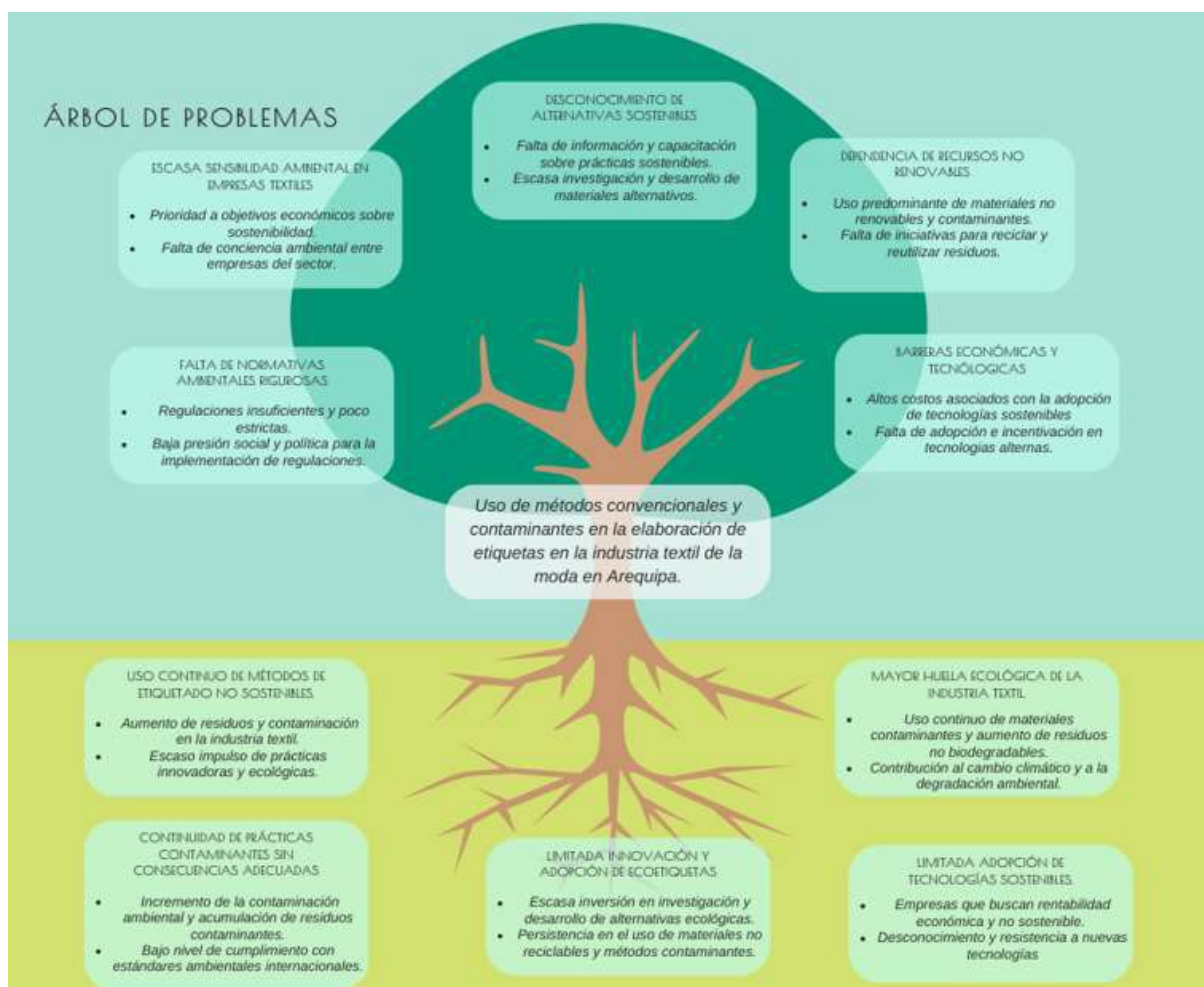 ÁRBOL DE PROBLEMAS
DESCONOCIMIENTO DE
ALTERNATIVAS SOSTENIBLES
• Falta de información y capacitación
sobre prácticas sostenibles.
• Escasa investigación y desarrollo de
materiales alternativos.
ESCASA SENSIBILIDAD AMBIENTAL EN
EMPRESAS TEXTILES
• Prioridad a objetivos económicos sobre
sostenibilidad.
• Falta de conciencia ambiental entre
empresas del sector.
DEPENDENCIA DE RECURSOS NO
RENOVABLES
• Uso predominante de materiales no
renovables y contaminantes.
• Falta de iniciativas para reciclar y
reutilizar residuos.
FALTA DE NORMATIVAS
AMBIENTALES RIGUROSAS
• Regulaciones insuficientes y poco
estrictas.
• Baja presión social y política para la
implementación de regulaciones.
BARRERAS ECONÓMICAS Y
TECNÓLOGICAS
• Altos costos asociados con la adopción
de tecnologías sostenibles
• Falta de adopción e incentivación en
tecnologias alternas.
Uso de métodos convencionales y
contaminantes en la elaboración de
etiquetas en la industria textil de la
moda en Arequipa.
USO CONTINUO DE MÉTODOS DE
ETIQUETADO NO SOSTENIBLES.
• Aumento de residuos y contaminación
en la industria textil.
• Escaso impulso de prácticas
innovadoras y ecológicas.
MAYOR HUELLA ECOLÓGICA DE LA
INDUSTRIA TEXTIL
• Uso continuo de materiales
contaminantes y aumento de residuos
no biodegradables.
• Contribución al cambio climático y a la
degradación ambiental.
CONTINUIDAD DE PRÁCTICAS
CONTAMINANTES SIN
CONSECUENCIAS ADECUADAS
• Incremento de la contaminación
ambiental y acumulación de residuos
contaminantes.
• Bajo nivel de cumplimiento con
estándares ambientales internacionales.
LIMITADA INNOVACIÓN Y
ADOPCIÓN DE ECOETIQUETAS
• Escasa inversión en investigación y
desarrollo de alternativas ecológicas.
• Persistencia en el uso de materiales no
reciclables y métodos contaminantes.
LIMITADA ADOPCIÓN DE
TECNOLOGÍAS SOSTENIBLES.
• Empresas que buscan rentabilidad
económica y no sostenible.
• Desconocimiento y resistencia a nuevas
tecnologías